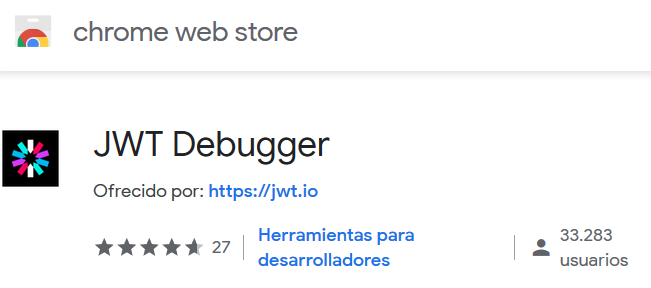 chrome web store
JWT Debugger
Ofrecido por: https://jwt.io
27
Herramientas para
desarrolladores
33.283
usuarios